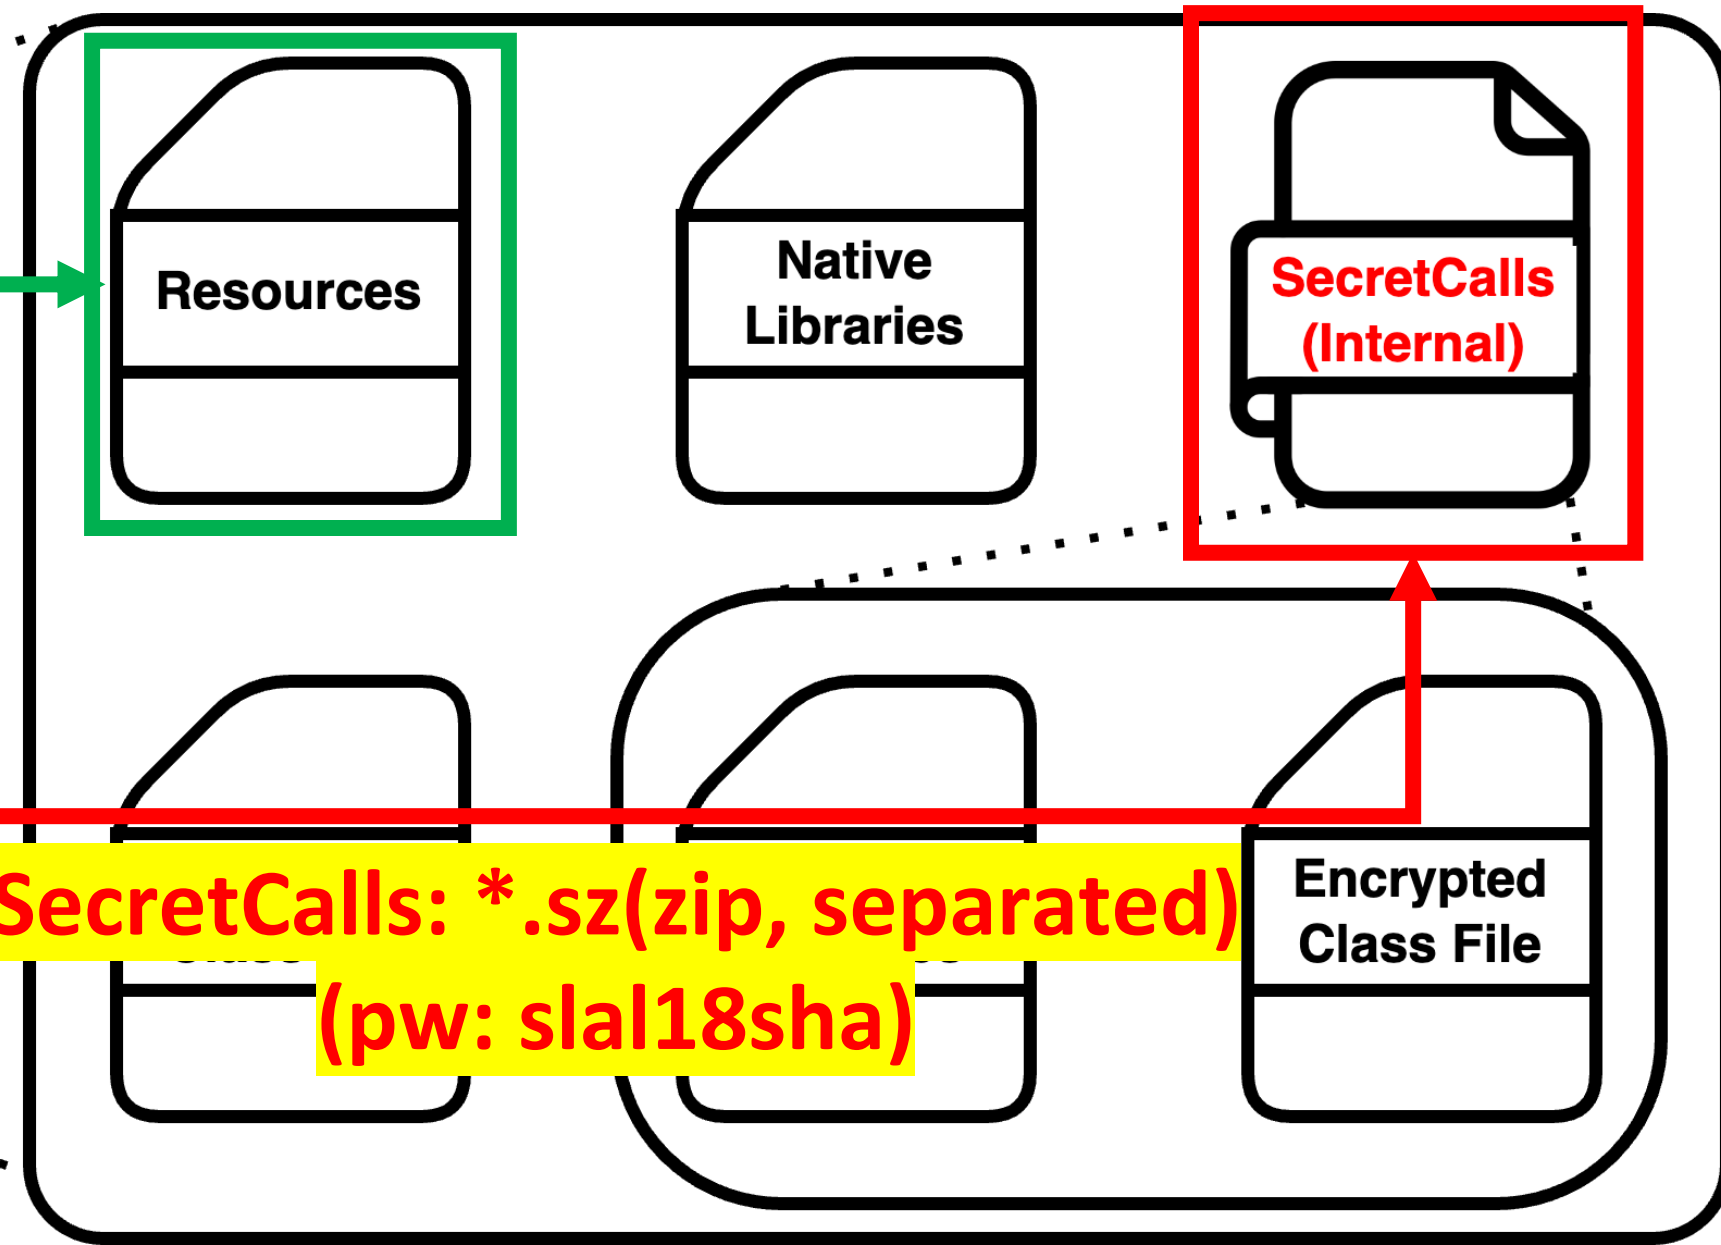 Resources
Native
Libraries
SecretCalls
(Internal)
SecretCalls: *.sz(zip, separated)
(pw: slal18sha)
Encrypted
Class File